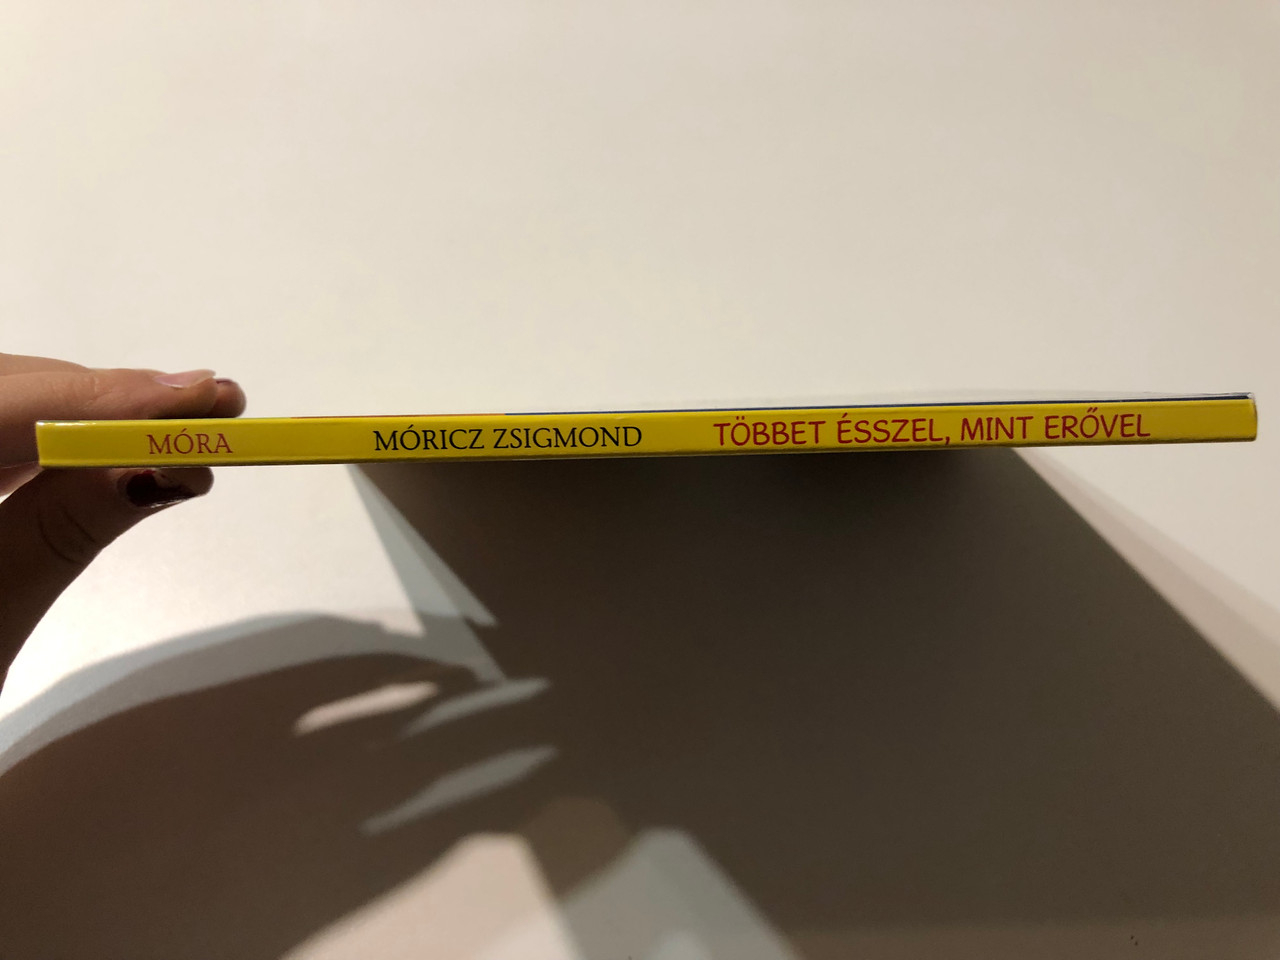 MÓRA MÓRICZ ZSIGMOND TÖBBET ÉSSZEL, MINT ERŐVEL